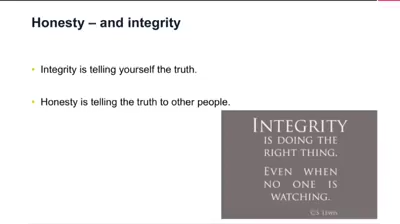 Honesty – and integrity
• Integrity is telling yourself the truth.
• Honesty is telling the truth to other people.
INTEGRITY
IS DOING THE
RIGHT THING.
EVEN WHEN
NO ONE IS
WATCHING.
C.S LEWIS